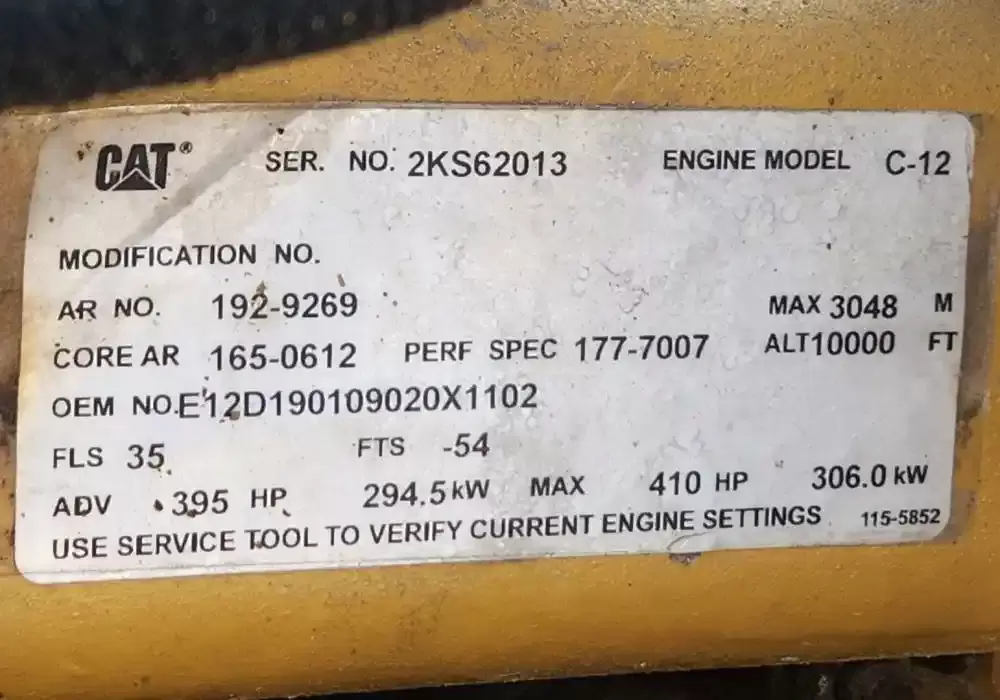 CAT® SER. NO. 2KS62013 ENGINE MODEL C-12
MODIFICATION NO.
AR NO. 192-9269 MAX 3048 M
CORE AR 165-0612 PERF SPEC 177-7007 ALT 10000 FT
OEM NO. E12D190109020X1102
FLS 35 FTS -54
ADV 395 HP 294.5 kW MAX 410 HP 306.0 kW
USE SERVICE TOOL TO VERIFY CURRENT ENGINE SETTINGS 115-5852